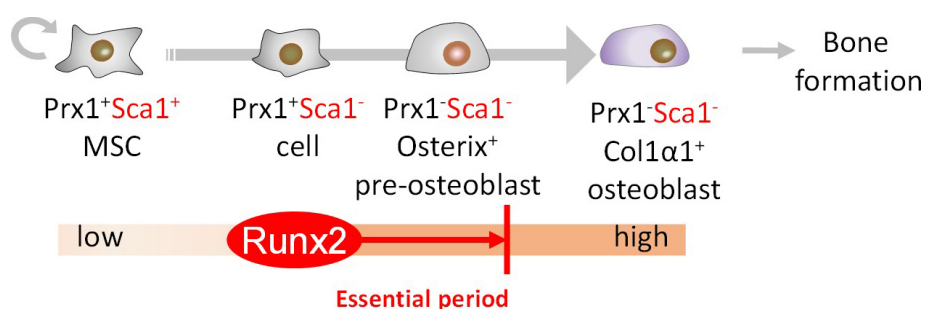 Prx1⁺Sca1⁺
MSC
Prx1⁺Sca1⁻
cell
Prx1⁻Sca1⁻
Osterix⁺
pre-osteoblast
Prx1⁻Sca1⁻
Col1α1⁺
osteoblast
Bone
formation
low
Runx2
high
Essential period